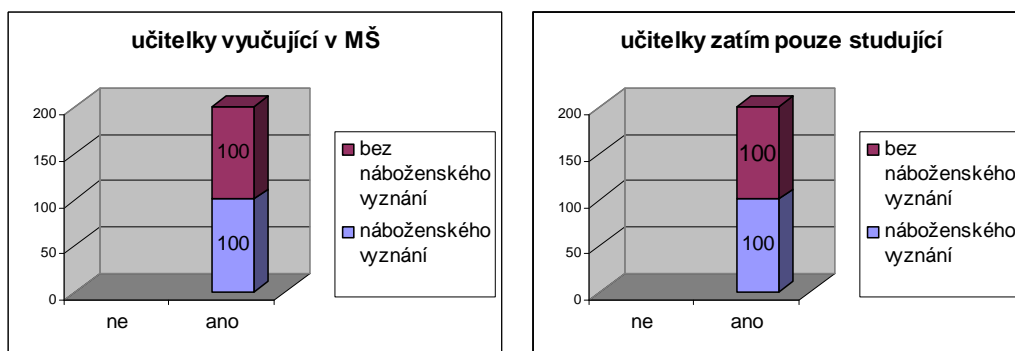 učitelky vyučující v MŠ
200
150
100
50
0
100
100
ne
ano
bez
náboženského
vyznání
náboženského
vyznání
učitelky zatím pouze studující
200
150
100
50
0
100
100
ne
ano
bez
náboženského
vyznání
náboženského
vyznání